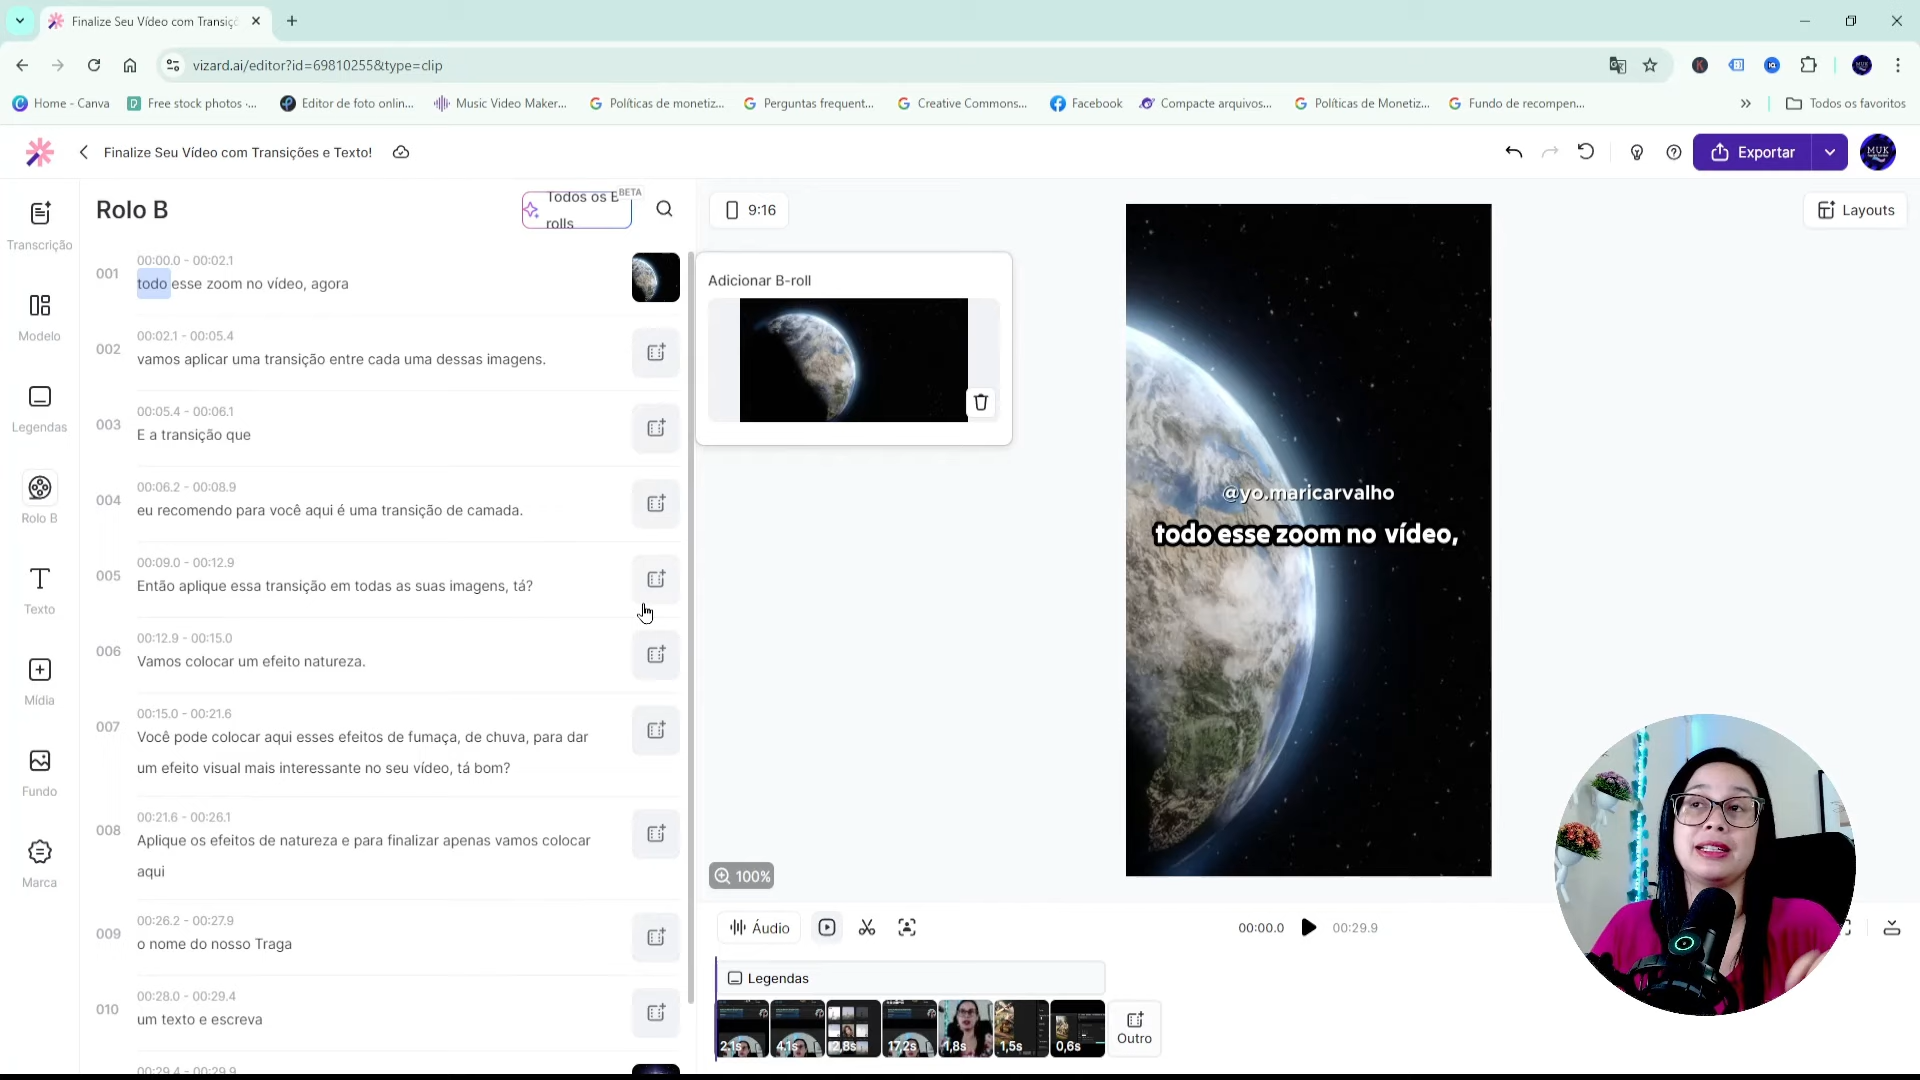 Finalize Seu Vídeo com Transiçõ
vizard.ai/editor?id=69810255&type=clip
Home - Canva
Free stock photos ·...
Editor de foto onlin...
Music Video Maker...
Políticas de monetiz...
Perguntas frequent...
Creative Commons...
Facebook
Compacte arquivos...
Políticas de Monetiz...
Fundo de recompen...
Todos os favoritos
Finalize Seu Vídeo com Transições e Texto!
Exportar
MUK
Transcrição
Modelo
Legendas
Rolo B
Texto
Mídia
Fundo
Marca
Rolo B
Todos os B
rolls
BETA
001
00:00.0 - 00:02.1
todo esse zoom no vídeo, agora
002
00:02.1 - 00:05.4
vamos aplicar uma transição entre cada uma dessas imagens.
003
00:05.4 - 00:06.1
E a transição que
004
00:06.2 - 00:08.9
eu recomendo para você aqui é uma transição de camada.
005
00:09.0 - 00:12.9
Então aplique essa transição em todas as suas imagens, tá?
006
00:12.9 - 00:15.0
Vamos colocar um efeito natureza.
007
00:15.0 - 00:21.6
Você pode colocar aqui esses efeitos de fumaça, de chuva, para dar
um efeito visual mais interessante no seu vídeo, tá bom?
008
00:21.6 - 00:26.1
Aplique os efeitos de natureza e para finalizar apenas vamos colocar
aqui
009
00:26.2 - 00:27.9
o nome do nosso Traga
010
00:28.0 - 00:29.4
um texto e escreva
00:29.4 - 00:29.9
9:16
Layouts
Adicionar B-roll
@yo.maricarvalho
todo esse zoom no vídeo,
100%
Áudio
00:00.0
00:29.9
Legendas
2,1s
4,1s
2,8s
17,2s
1,8s
1,5s
0,6s
Outro